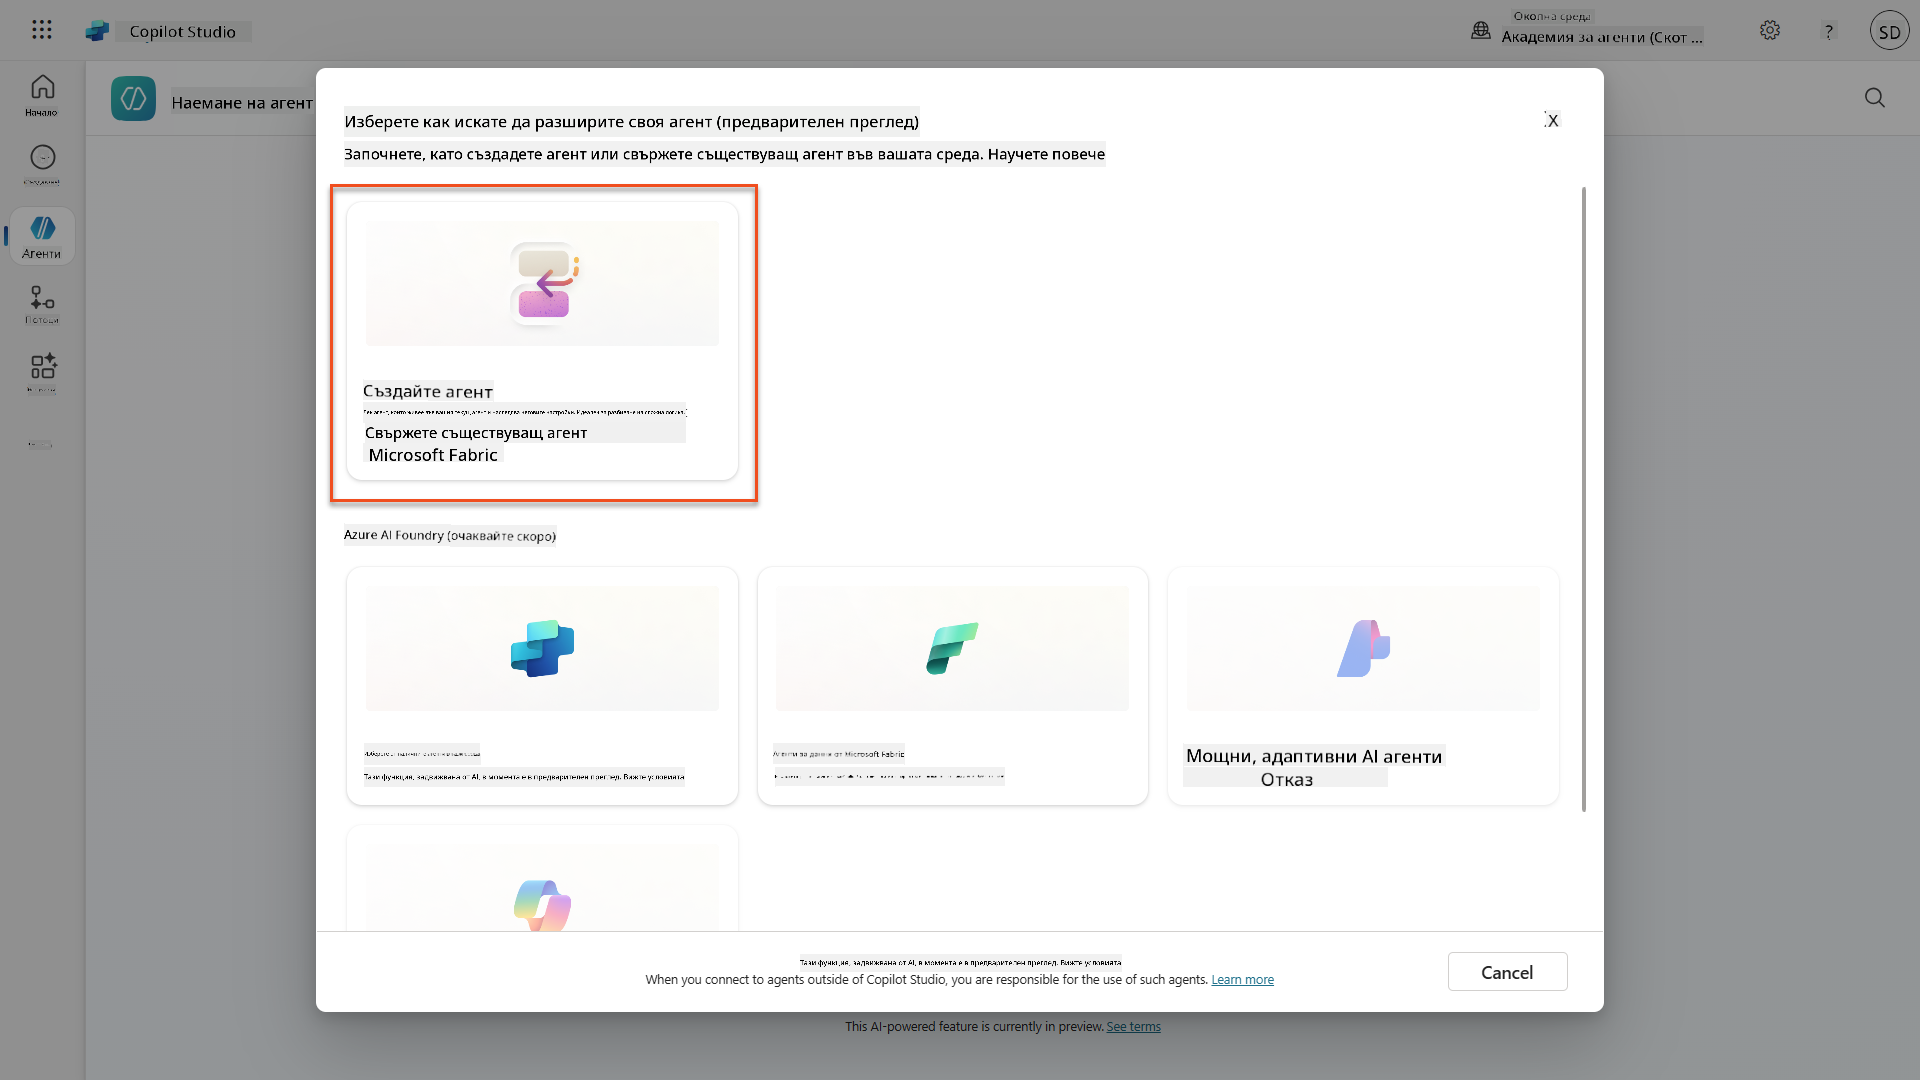 Copilot Studio
Околна среда
Академия за агенти (Скот ...
?
SD
Начало
Агенти
Потоци
Наемане на агент
Изберете как искате да разширите своя агент (предварителен преглед)
X
Започнете, като създадете агент или свържете съществуващ агент във вашата среда. Научете повече
Създайте агент
Свържете съществуващ агент
Microsoft Fabric
Azure AI Foundry (очаквайте скоро)
Тази функция, задвижвана от AI, в момента е в предварителен преглед. Вижте условията
Агенти за данни от Microsoft Fabric
Мощни, адаптивни AI агенти
Отказ
Тази функция, задвижвана от AI, в момента е в предварителен преглед. Вижте условията
When you connect to agents outside of Copilot Studio, you are responsible for the use of such agents. Learn more
Cancel
This AI-powered feature is currently in preview. See terms